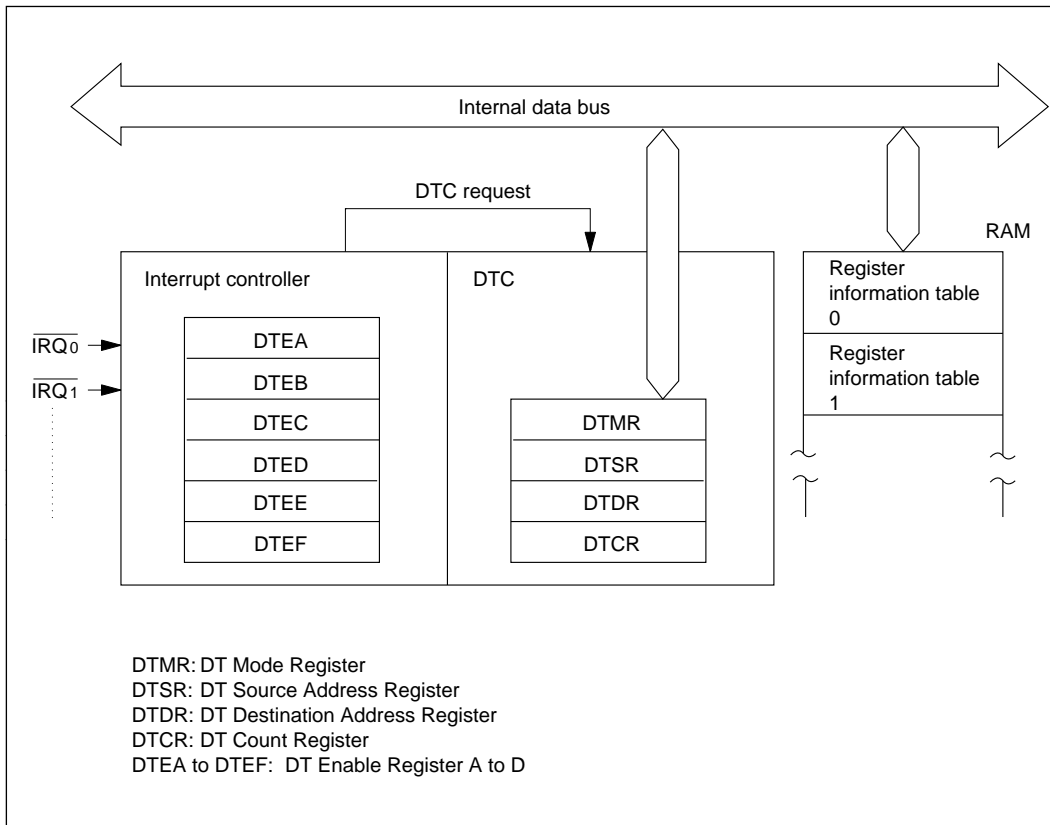 Internal data bus
DTC request
RAM
Interrupt controller
DTC
Register
information table
0
Register
information table
1
IRQ0
IRQ1
DTEA
DTEB
DTEC
DTED
DTEE
DTEF
DTMR
DTSR
DTDR
DTCR
DTMR: DT Mode Register
DTSR: DT Source Address Register
DTDR: DT Destination Address Register
DTCR: DT Count Register
DTEA to DTEF: DT Enable Register A to D